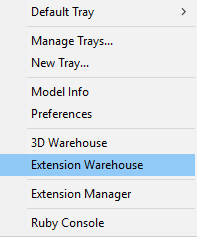 Default Tray
Manage Trays...
New Tray...
Model Info
Preferences
3D Warehouse
Extension Warehouse
Extension Manager
Ruby Console